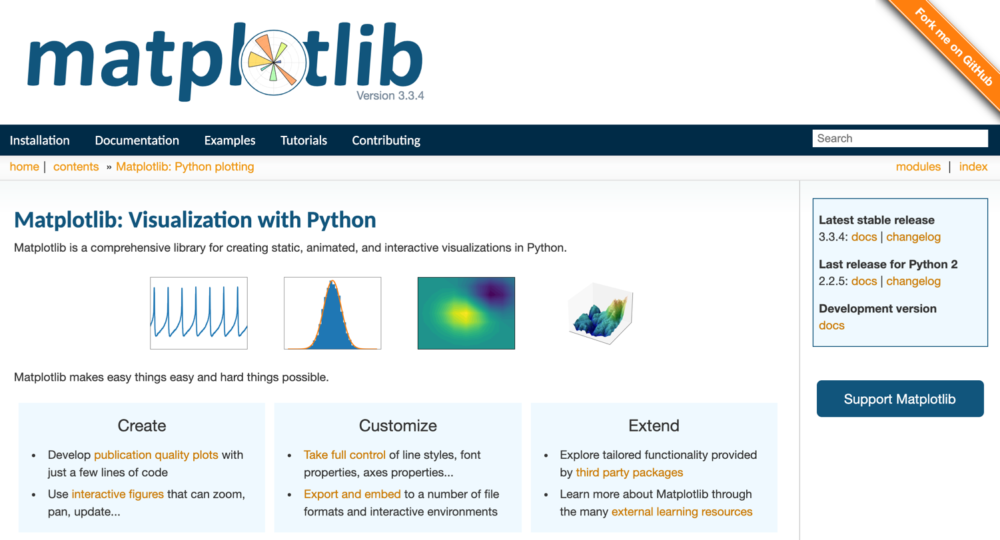 matplotlib
Version 3.3.4
Fork me on GitHub
Installation Documentation Examples Tutorials Contributing Search
home | contents » Matplotlib: Python plotting modules | index
Matplotlib: Visualization with Python
Matplotlib is a comprehensive library for creating static, animated, and interactive visualizations in Python.
Matplotlib makes easy things easy and hard things possible.
Create
• Develop publication quality plots with
just a few lines of code
• Use interactive figures that can zoom,
pan, update...
Customize
• Take full control of line styles, font
properties, axes properties...
• Export and embed to a number of file
formats and interactive environments
Extend
• Explore tailored functionality provided
by third party packages
• Learn more about Matplotlib through
the many external learning resources
Latest stable release
3.3.4: docs | changelog
Last release for Python 2
2.2.5: docs | changelog
Development version
docs
Support Matplotlib